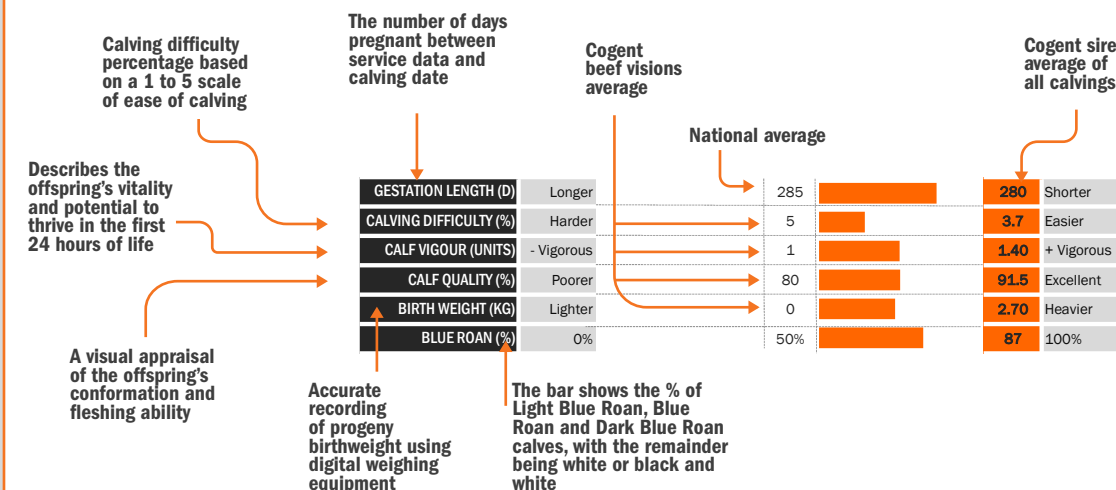 The number of days
pregnant between
service data and
calving date
Calving difficulty
percentage based
on a 1 to 5 scale
of ease of calving
Cogent
beef visions
average
Cogent sire
average of
all calvings
National average
Describes the
offspring's vitality
and potential to
thrive in the first
24 hours of life
GESTATION LENGTH (D) Longer 285 280 Shorter
CALVING DIFFICULTY (%) Harder 5 3.7 Easier
CALF VIGOUR (UNITS) - Vigorous 1 1.40 + Vigorous
CALF QUALITY (%) Poorer 80 91.5 Excellent
BIRTH WEIGHT (KG) Lighter 0 2.70 Heavier
BLUE ROAN (%) 0% 50% 87 100%
A visual appraisal
of the offspring's
conformation and
fleshing ability
Accurate
recording
of progeny
birthweight using
digital weighing
equipment
The bar shows the % of
Light Blue Roan, Blue
Roan and Dark Blue Roan
calves, with the remainder
being white or black and
white